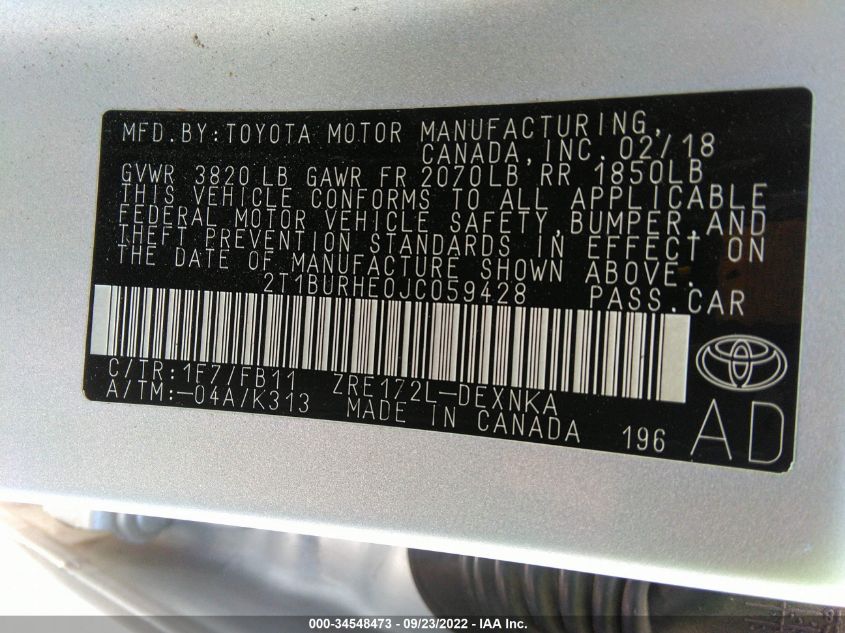 MFD.BY:TOYOTA MOTOR MANUFACTURING,
CANADA,INC.02/18
GVWR 3820LB GAWR FR 2070LB RR 1850LB
THIS VEHICLE CONFORMS TO ALL APPLICABLE
FEDERAL MOTOR VEHICLE SAFETY,BUMPER,AND
THEFT PREVENTION STANDARDS IN EFFECT ON
THE DATE OF MANUFACTURE SHOWN ABOVE.
2T1BURHE0JC059428 PASS.CAR
C/TR:1F7/FB11 ZRE172L-DEXNKA
A/TM:-04A/K313 MADE IN CANADA 196 AD
000-34548473 — 09/23/2022 — IAA Inc.